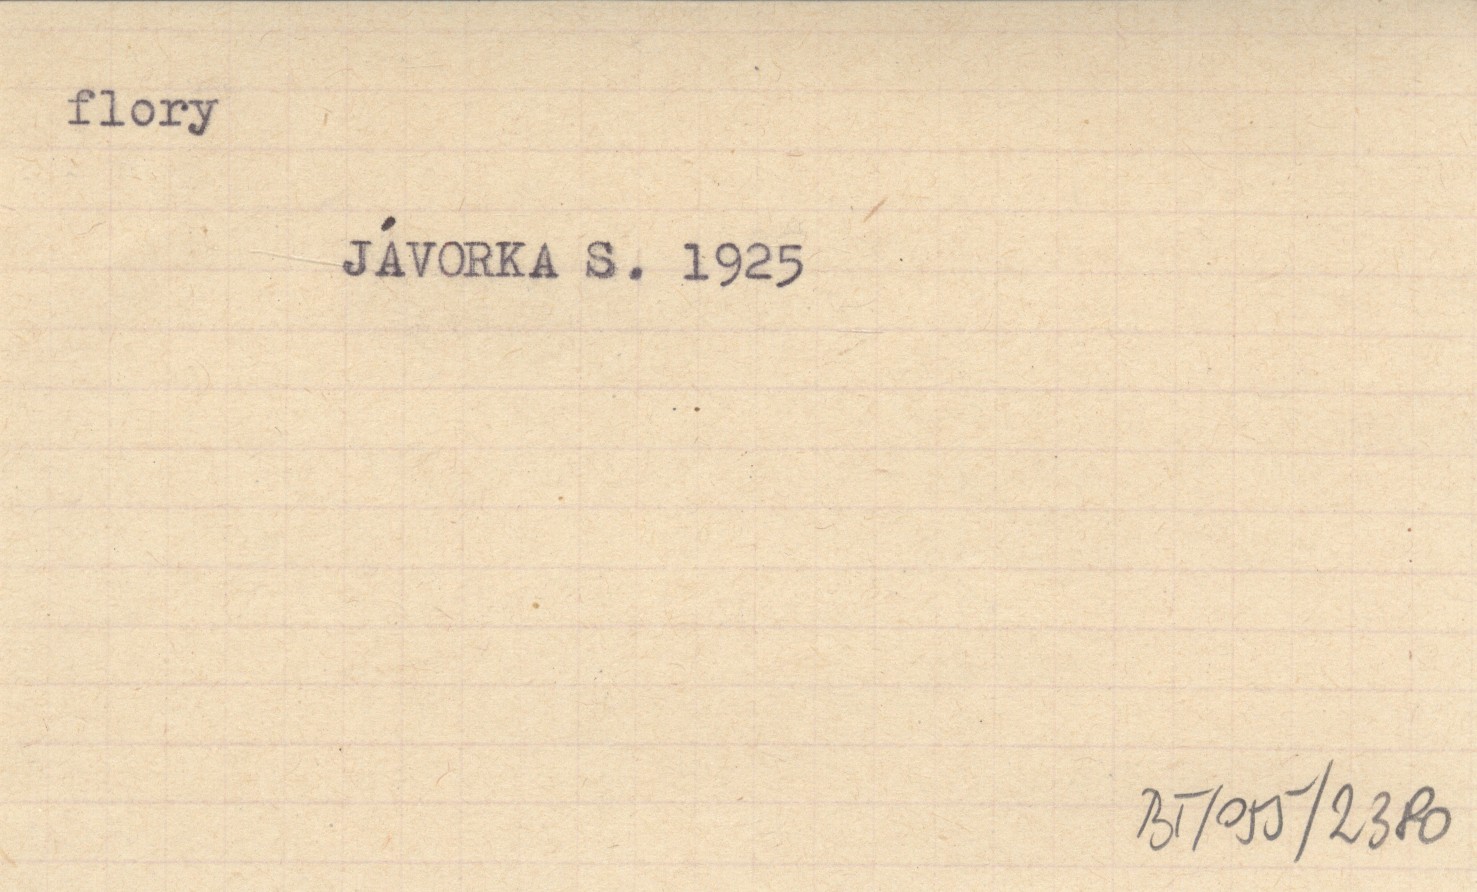 flory
JÁVORKA S. 1925
BT/055/2380